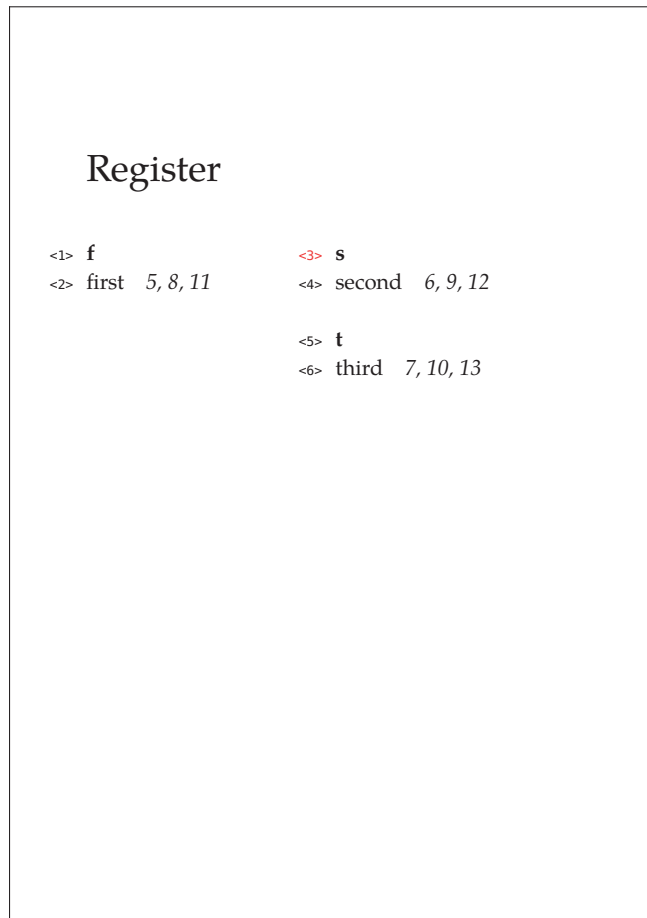 Register
<1> f
<2> first 5, 8, 11
<3> s
<4> second 6, 9, 12
<5> t
<6> third 7, 10, 13